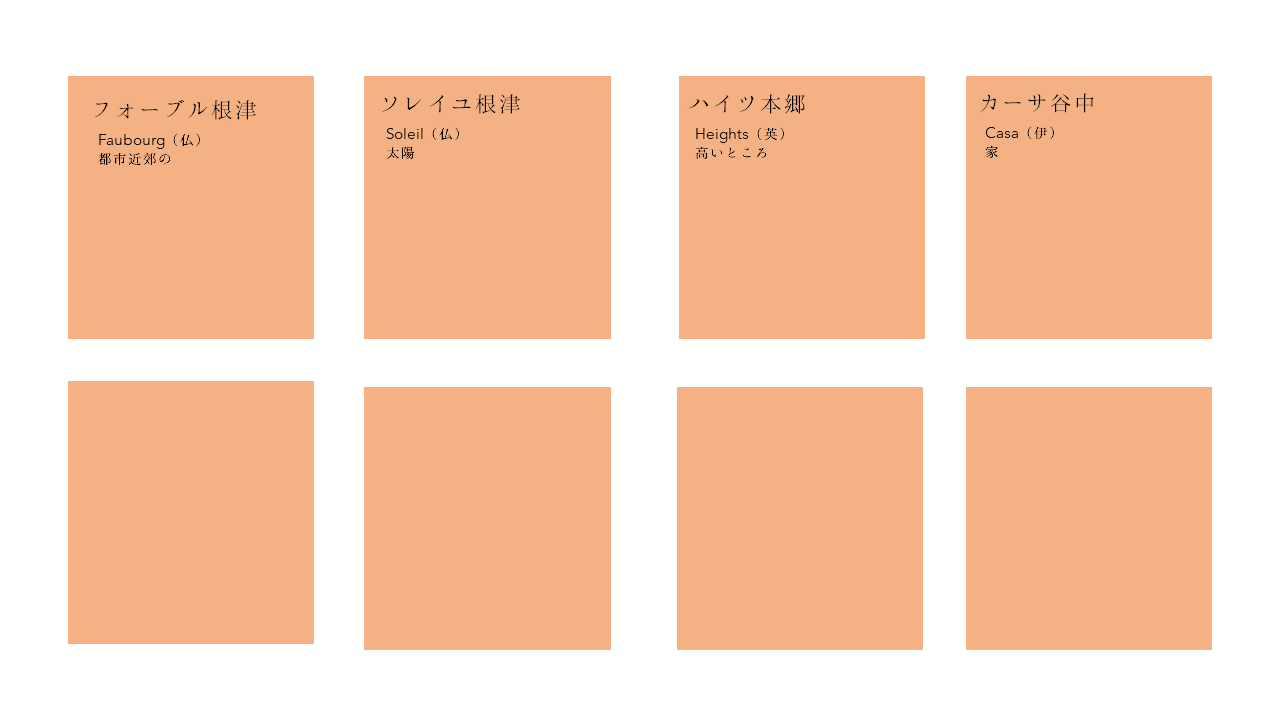 フォーブル根津
Faubourg（仏）
都市近郊の
ソレイユ根津
Soleil（仏）
太陽
ハイツ本郷
Heights（英）
高いところ
カーサ谷中
Casa（伊）
家